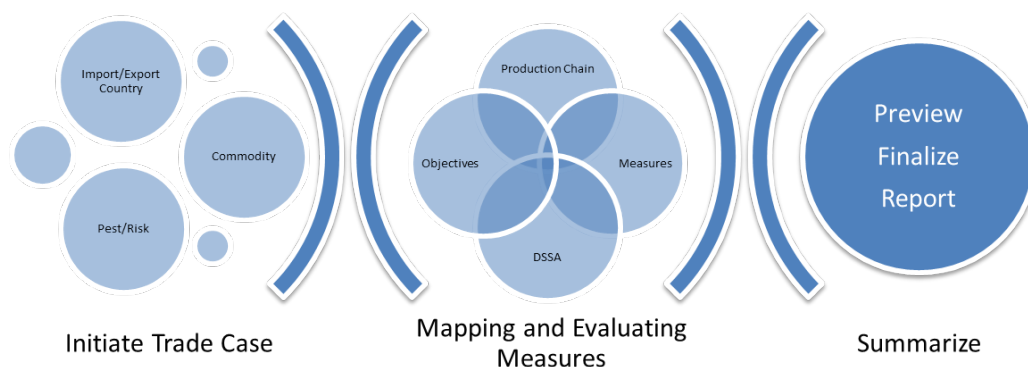 Import/Export
Country
Commodity
Pest/Risk
Initiate Trade Case
Production Chain
Objectives
Measures
DSSA
Mapping and Evaluating
Measures
Preview
Finalize
Report
Summarize